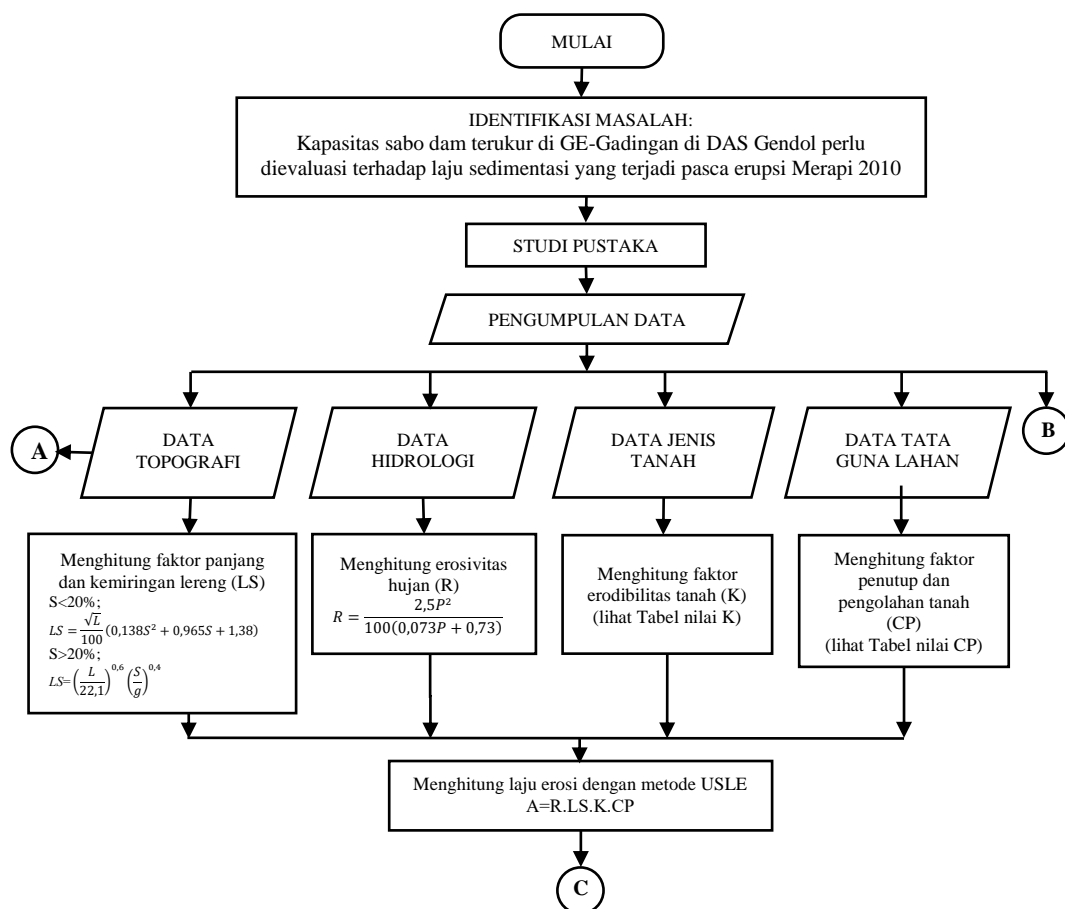 MULAI
IDENTIFIKASI MASALAH:
Kapasitas sabo dam terukur di GE-Gadingan di DAS Gendol perlu
dievaluasi terhadap laju sedimentasi yang terjadi pasca erupsi Merapi 2010
STUDI PUSTAKA
PENGUMPULAN DATA
A
DATA
TOPOGRAFI
DATA
HIDROLOGI
DATA JENIS
TANAH
DATA TATA
GUNA LAHAN
B
Menghitung faktor panjang
dan kemiringan lereng (LS)
S<20%;
LS = √L/100 (0,138S² + 0,965S + 1,38)
S>20%;
LS=(L/22,1)^0,6 (S/g)^0,4
Menghitung erosivitas
hujan (R)
R = 2,5P²/100(0,073P + 0,73)
Menghitung faktor
erodibilitas tanah (K)
(lihat Tabel nilai K)
Menghitung faktor
penutup dan
pengolahan tanah
(CP)
(lihat Tabel nilai CP)
Menghitung laju erosi dengan metode USLE
A=R.LS.K.CP
C